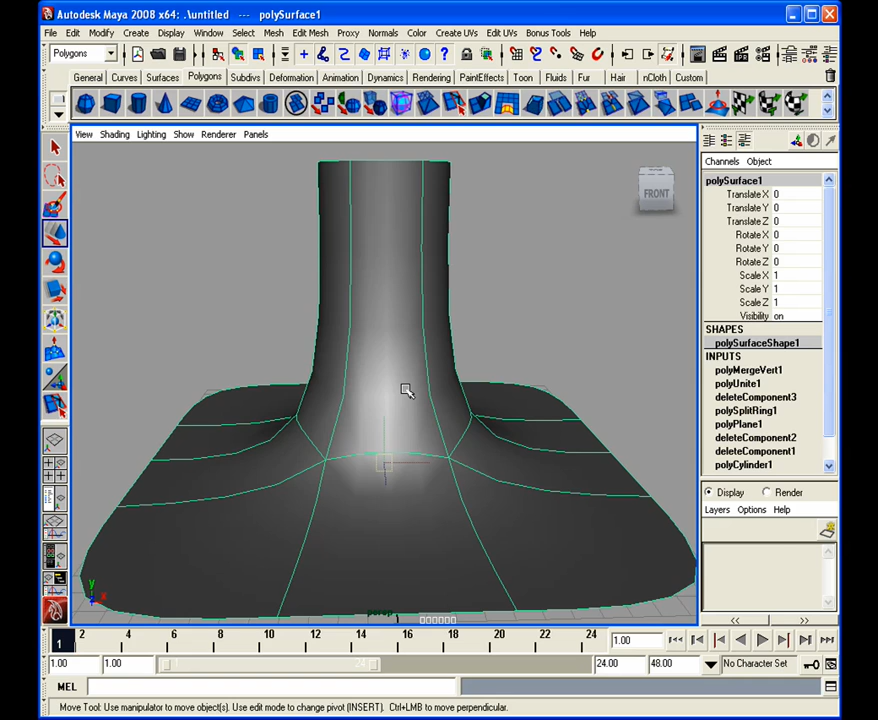 Autodesk Maya 2008 x64: .\untitled --- polySurface1
File Edit Modify Create Display Window Select Mesh Edit Mesh Proxy Normals Color Create UVs Edit UVs Bonus Tools Help
Polygons
General Curves Surfaces Polygons Subdivs Deformation Animation Dynamics Rendering PaintEffects Toon Fluids Fur Hair nCloth Custom
View Shading Lighting Show Renderer Panels
Channels Object
polySurface1
Translate X 0
Translate Y 0
Translate Z 0
Rotate X 0
Rotate Y 0
Rotate Z 0
Scale X 1
Scale Y 1
Scale Z 1
Visibility on
SHAPES
polySurfaceShape1
INPUTS
polyMergeVert1
polyUnite1
deleteComponent3
polySplitRing1
polyPlane1
deleteComponent2
deleteComponent1
polyCylinder1
FRONT
Display Render
Layers Options Help
y
x
persp
<< >>
1 2 4 6 8 10 12 14 16 18 20 22 24 1.00
1.00 1.00 1 24 24.00 48.00 No Character Set
MEL
Move Tool: Use manipulator to move object(s). Use edit mode to change pivot (INSERT). Ctrl+LMB to move perpendicular.